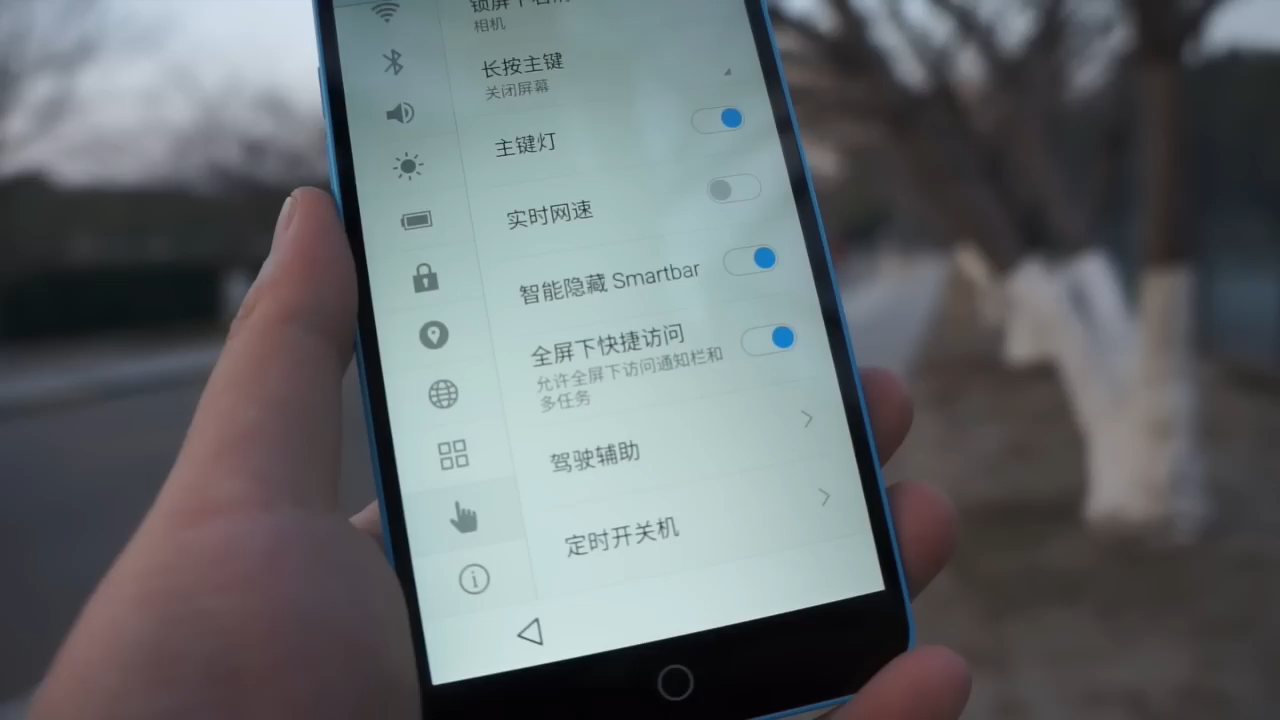 相机
长按主键
关闭屏幕
主键灯
实时网速
智能隐藏 Smartbar
全屏下快捷访问
允许全屏下访问通知栏和
多任务
驾驶辅助
定时开关机